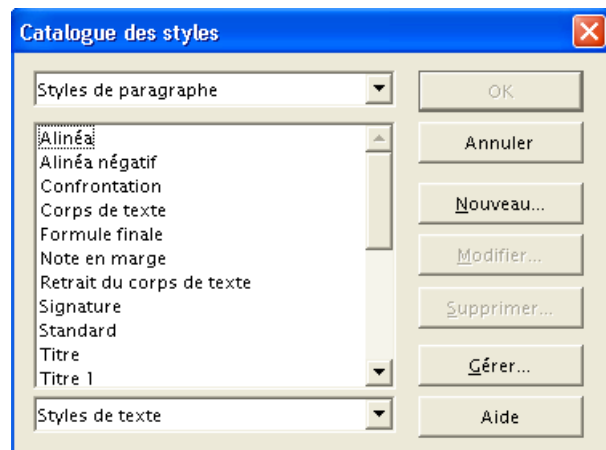 Catalogue des styles
Styles de paragraphe
Alinéa
Alinéa négatif
Confrontation
Corps de texte
Formule finale
Note en marge
Retrait du corps de texte
Signature
Standard
Titre
Titre 1
Styles de texte
OK
Annuler
Nouveau...
Modifier...
Supprimer...
Gérer...
Aide